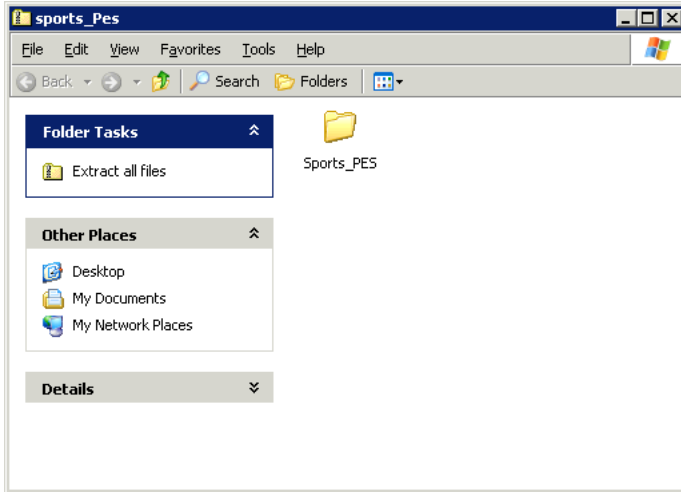 sports_Pes
File Edit View Favorites Tools Help
Back Search Folders
Folder Tasks
Extract all files
Other Places
Desktop
My Documents
My Network Places
Details
Sports_PES